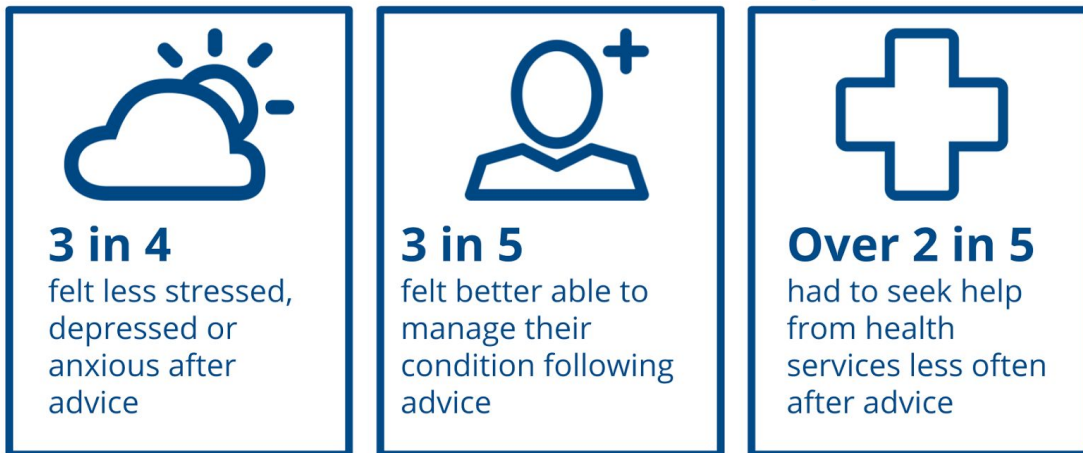 3 in 4
felt less stressed,
depressed or
anxious after
advice
3 in 5
felt better able to
manage their
condition following
advice
Over 2 in 5
had to seek help
from health
services less often
after advice